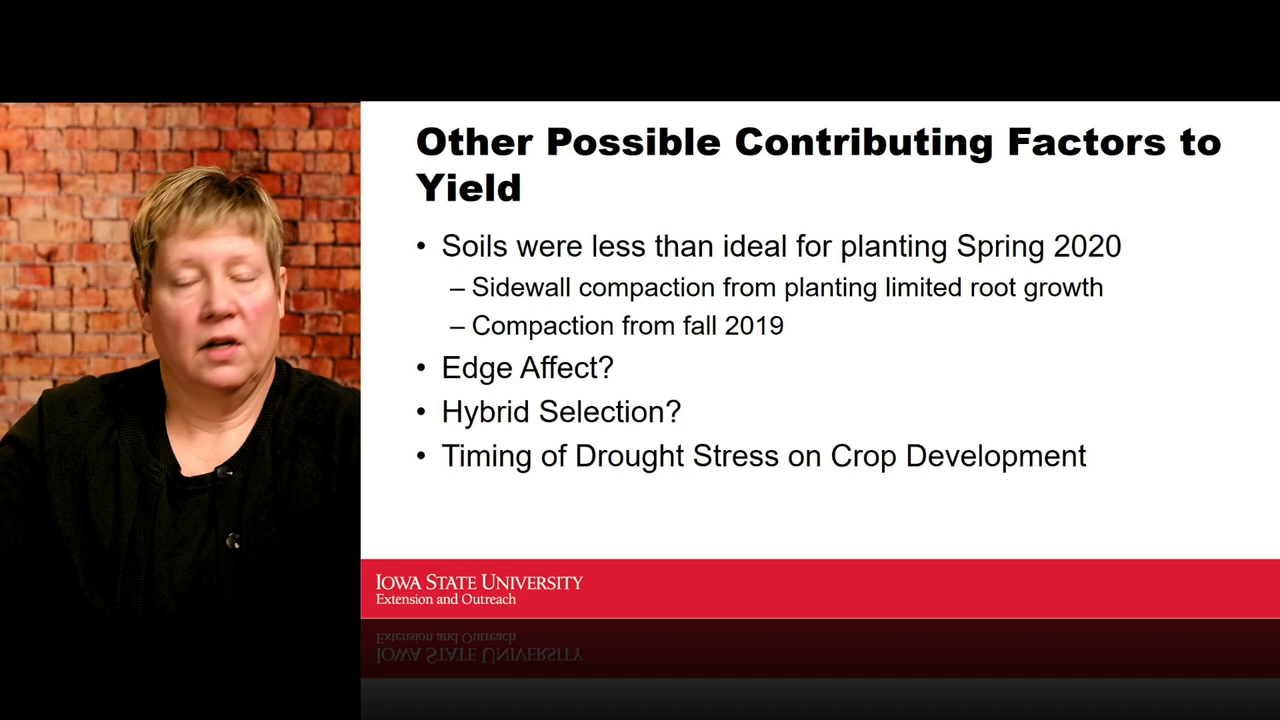 Other Possible Contributing Factors to
Yield
• Soils were less than ideal for planting Spring 2020
– Sidewall compaction from planting limited root growth
– Compaction from fall 2019
• Edge Affect?
• Hybrid Selection?
• Timing of Drought Stress on Crop Development
IOWA STATE UNIVERSITY
Extension and Outreach